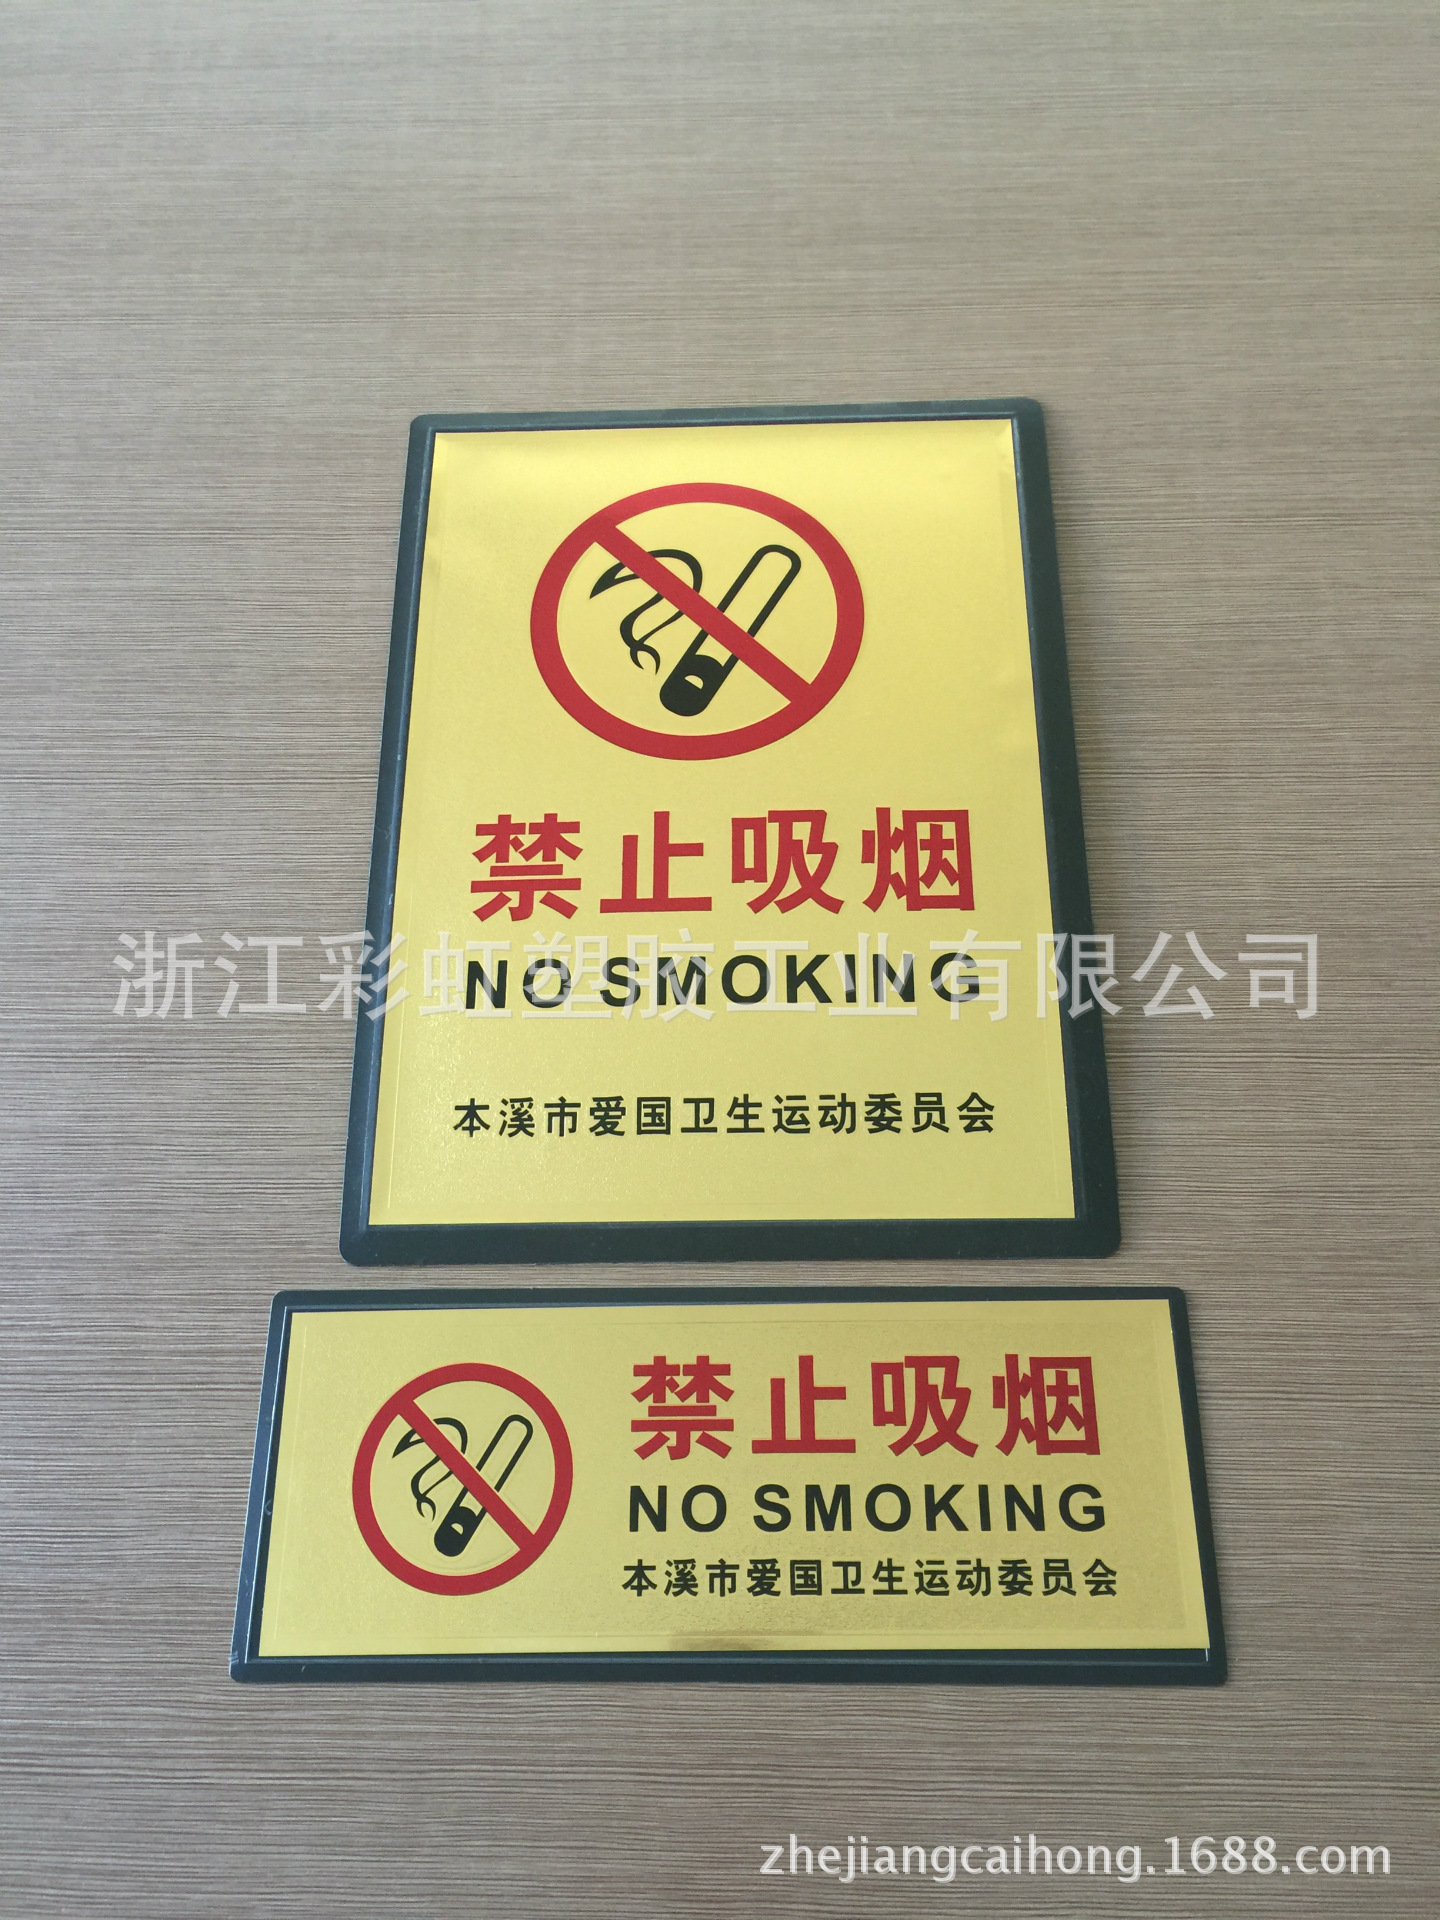 禁止吸烟
浙江彩虹塑胶工业有限公司
NO SMOKING
本溪市爱国卫生运动委员会
禁止吸烟
NO SMOKING
本溪市爱国卫生运动委员会
zhejiangcaihong.1688.com